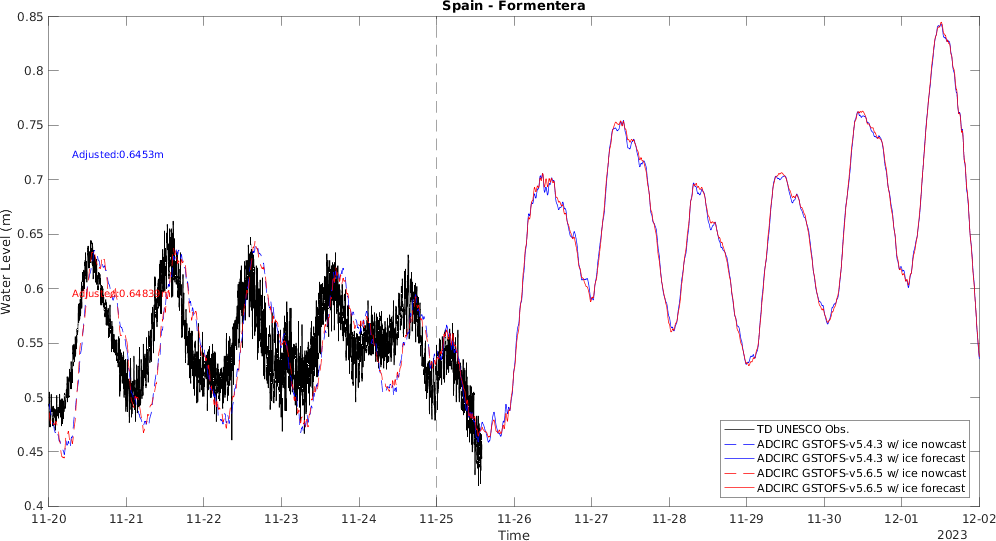 Spain - Formentera
0.85
0.8
0.75
0.7
0.65
0.6
0.55
0.5
0.45
0.4
Water Level (m)
Adjusted:0.6453m
TD UNESCO Obs.
ADCIRC GSTOFS-v5.4.3 w/ ice nowcast
ADCIRC GSTOFS-v5.4.3 w/ ice forecast
ADCIRC GSTOFS-v5.6.5 w/ ice nowcast
ADCIRC GSTOFS-v5.6.5 w/ ice forecast
11-20 11-21 11-22 11-23 11-24 11-25 11-26 11-27 11-28 11-29 11-30 12-01 12-02
Time
2023